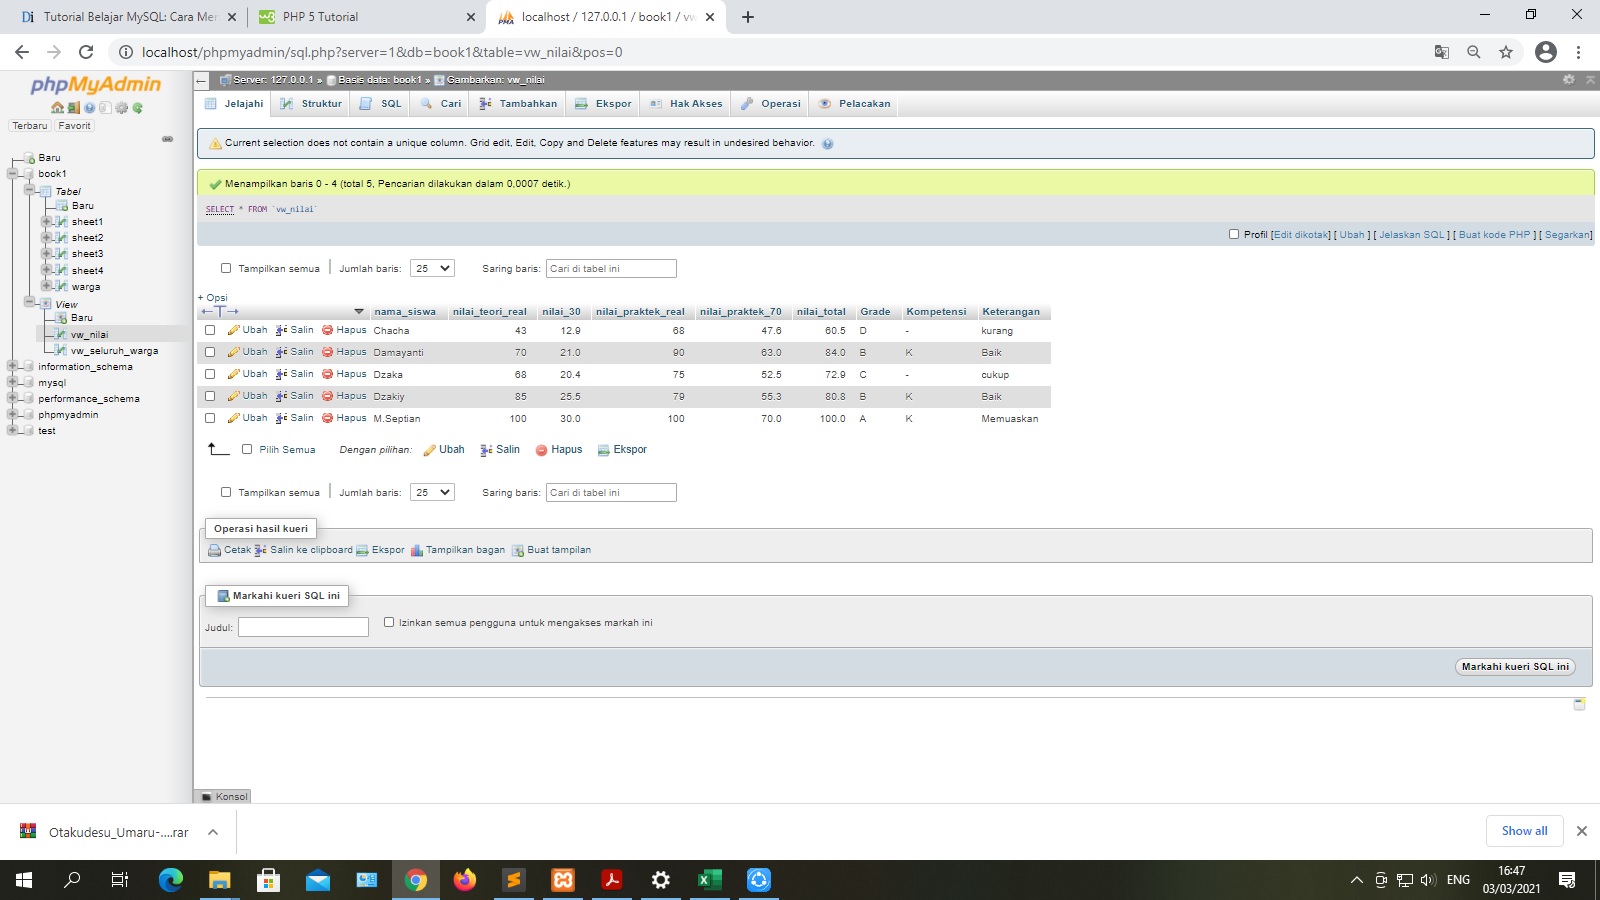 Tutorial Belajar MySQL: Cara Mer
PHP 5 Tutorial
localhost / 127.0.0.1 / book1 / vw
localhost/phpmyadmin/sql.php?server=1&db=book1&table=vw_nilai&pos=0
phpMyAdmin
Terbaru Favorit
Baru
book1
Tabel
Baru
sheet1
sheet2
sheet3
sheet4
warga
View
Baru
vw_nilai
vw_seluruh_warga
information_schema
mysql
performance_schema
phpmyadmin
test
Server: 127.0.0.1 » Basis data: book1 » Gambarkan: vw_nilai
Jelajahi Struktur SQL Cari Tambahkan Ekspor Hak Akses Operasi Pelacakan
Current selection does not contain a unique column. Grid edit, Edit, Copy and Delete features may result in undesired behavior.
Menampilkan baris 0 - 4 (total 5, Pencarian dilakukan dalam 0,0007 detik.)
SELECT * FROM `vw_nilai`
Profil [Edit dikotak] [ Ubah ] [ Jelaskan SQL ] [ Buat kode PHP ] [ Segarkan]
Tampilkan semua Jumlah baris: 25 Saring baris: Cari di tabel ini
+ Opsi
nama_siswa nilai_teori_real nilai_30 nilai_praktek_real nilai_praktek_70 nilai_total Grade Kompetensi Keterangan
Ubah Salin Hapus Chacha 43 12.9 68 47.6 60.5 D - kurang
Ubah Salin Hapus Damayanti 70 21.0 90 63.0 84.0 B K Baik
Ubah Salin Hapus Dzaka 68 20.4 75 52.5 72.9 C - cukup
Ubah Salin Hapus Dzakiy 85 25.5 79 55.3 80.8 B K Baik
Ubah Salin Hapus M.Septian 100 30.0 100 70.0 100.0 A K Memuaskan
Pilih Semua Dengan pilihan: Ubah Salin Hapus Ekspor
Tampilkan semua Jumlah baris: 25 Saring baris: Cari di tabel ini
Operasi hasil kueri
Cetak Salin ke clipboard Ekspor Tampilkan bagan Buat tampilan
Markahi kueri SQL ini
Judul: Izinkan semua pengguna untuk mengakses markah ini
Markahi kueri SQL ini
Konsol
Otakudesu_Umaru-....rar
Show all
ENG
16:47
03/03/2021